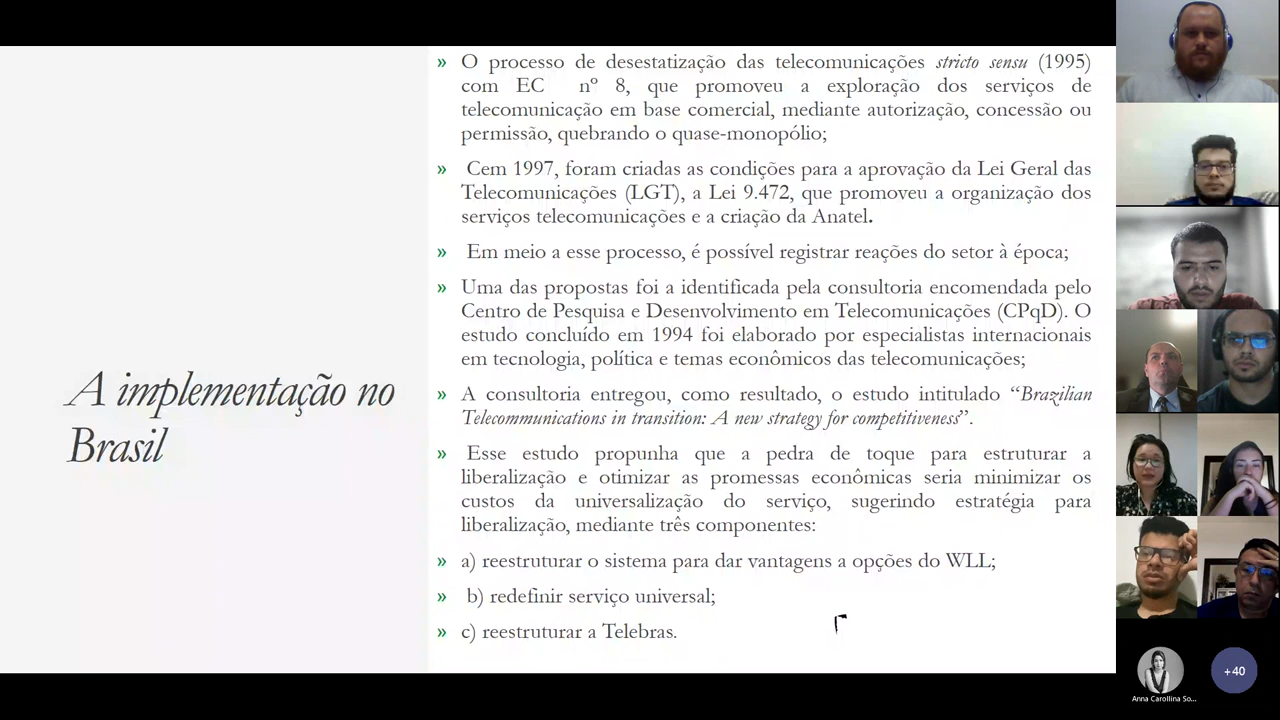 A implementação no
Brasil
» O processo de desestatização das telecomunicações stricto sensu (1995)
com EC nº 8, que promoveu a exploração dos serviços de
telecomunicação em base comercial, mediante autorização, concessão ou
permissão, quebrando o quase-monopólio;
» Cem 1997, foram criadas as condições para a aprovação da Lei Geral das
Telecomunicações (LGT), a Lei 9.472, que promoveu a organização dos
serviços telecomunicações e a criação da Anatel.
» Em meio a esse processo, é possível registrar reações do setor à época;
» Uma das propostas foi a identificada pela consultoria encomendada pelo
Centro de Pesquisa e Desenvolvimento em Telecomunicações (CPqD). O
estudo concluído em 1994 foi elaborado por especialistas internacionais
em tecnologia, política e temas econômicos das telecomunicações;
» A consultoria entregou, como resultado, o estudo intitulado “Brazilian
Telecommunications in transition: A new strategy for competitiveness”.
» Esse estudo propunha que a pedra de toque para estruturar a
liberalização e otimizar as promessas econômicas seria minimizar os
custos da universalização do serviço, sugerindo estratégia para
liberalização, mediante três componentes:
» a) reestruturar o sistema para dar vantagens a opções do WLL;
» b) redefinir serviço universal;
» c) reestruturar a Telebras.
Anna Carollina So...
+40